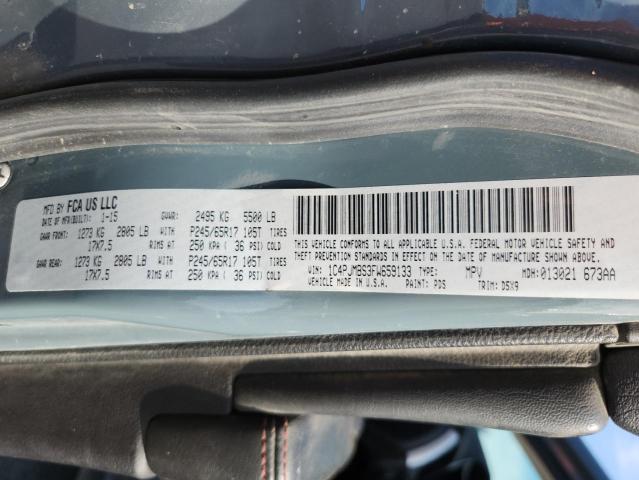 MFD BY FCA US LLC
DATE OF MFR(BUILT): 1-15 GVWR: 2495 KG 5500 LB
GAWR FRONT: 1273 KG 2805 LB WITH P245/65R17 105T TIRES
17X7.5 RIMS AT 250 KPA ( 36 PSI) COLD
GAWR REAR: 1273 KG 2805 LB WITH P245/65R17 105T TIRES
17X7.5 RIMS AT 250 KPA ( 36 PSI) COLD
THIS VEHICLE CONFORMS TO ALL APPLICABLE U.S.A. FEDERAL MOTOR VEHICLE SAFETY AND
THEFT PREVENTION STANDARDS IN EFFECT ON THE DATE OF MANUFACTURE SHOWN ABOVE.
VIN: 1C4PJMBS3FW659133 TYPE: MPV MDH: 013021 673AA
VEHICLE MADE IN U.S.A. PAINT: PDS TRIM: D5X9